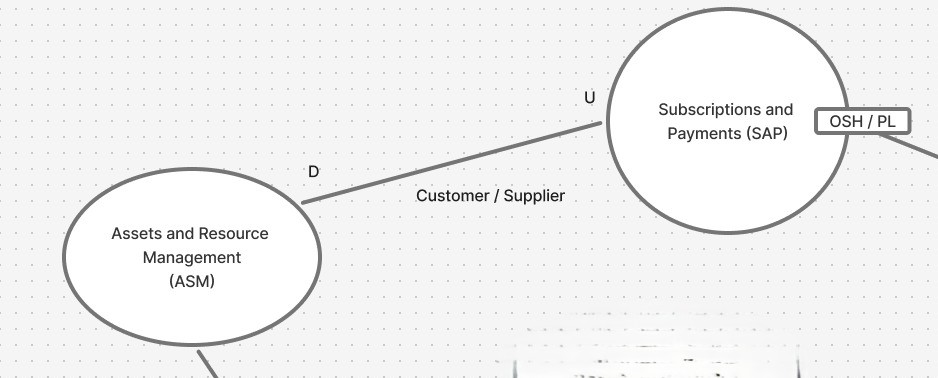 U
Subscriptions and
Payments (SAP)
OSH / PL
D
Customer / Supplier
Assets and Resource
Management
(ASM)